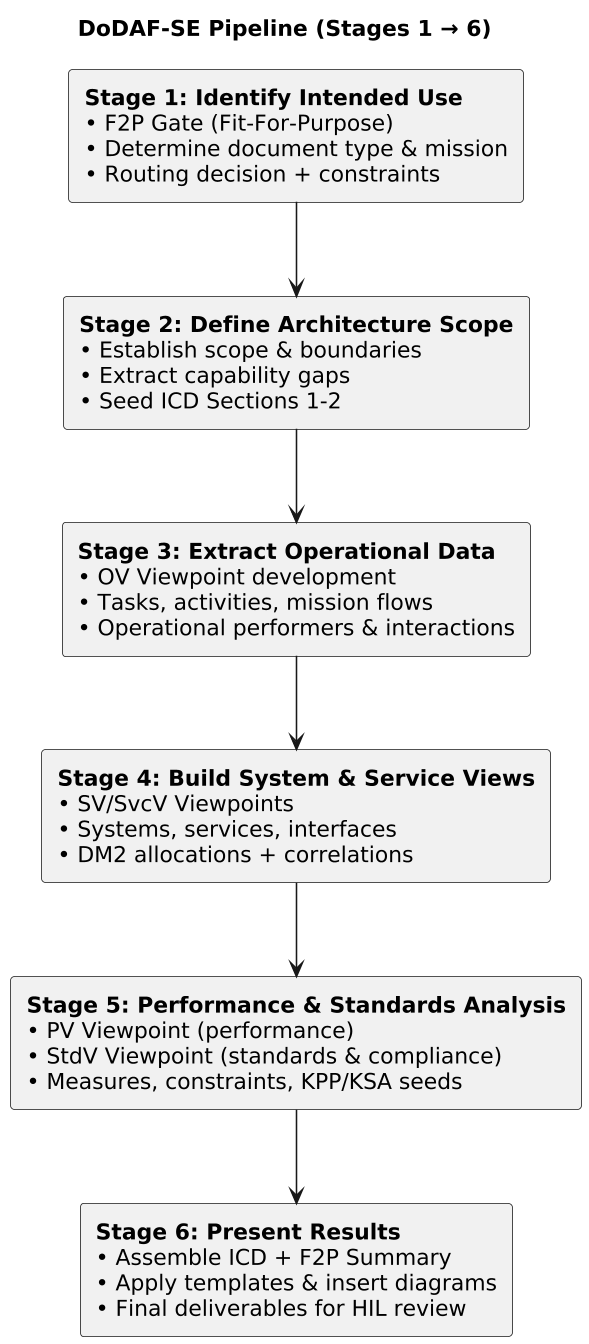 DoDAF-SE Pipeline (Stages 1 → 6)
Stage 1: Identify Intended Use
• F2P Gate (Fit-For-Purpose)
• Determine document type & mission
• Routing decision + constraints
Stage 2: Define Architecture Scope
• Establish scope & boundaries
• Extract capability gaps
• Seed ICD Sections 1-2
Stage 3: Extract Operational Data
• OV Viewpoint development
• Tasks, activities, mission flows
• Operational performers & interactions
Stage 4: Build System & Service Views
• SV/SvcV Viewpoints
• Systems, services, interfaces
• DM2 allocations + correlations
Stage 5: Performance & Standards Analysis
• PV Viewpoint (performance)
• StdV Viewpoint (standards & compliance)
• Measures, constraints, KPP/KSA seeds
Stage 6: Present Results
• Assemble ICD + F2P Summary
• Apply templates & insert diagrams
• Final deliverables for HIL review